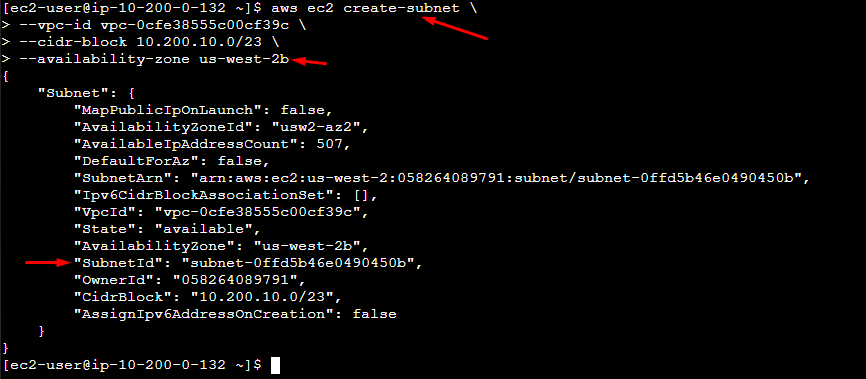 [ec2-user@ip-10-200-0-132 ~]$ aws ec2 create-subnet \
> --vpc-id vpc-0cfe38555c00cf39c \
> --cidr-block 10.200.10.0/23 \
> --availability-zone us-west-2b
{
    "Subnet": {
        "MapPublicIpOnLaunch": false,
        "AvailabilityZoneId": "usw2-az2",
        "AvailableIpAddressCount": 507,
        "DefaultForAz": false,
        "SubnetArn": "arn:aws:ec2:us-west-2:058264089791:subnet/subnet-0ffd5b46e0490450b",
        "Ipv6CidrBlockAssociationSet": [],
        "VpcId": "vpc-0cfe38555c00cf39c",
        "State": "available",
        "AvailabilityZone": "us-west-2b",
        "SubnetId": "subnet-0ffd5b46e0490450b",
        "OwnerId": "058264089791",
        "CidrBlock": "10.200.10.0/23",
        "AssignIpv6AddressOnCreation": false
    }
}
[ec2-user@ip-10-200-0-132 ~]$